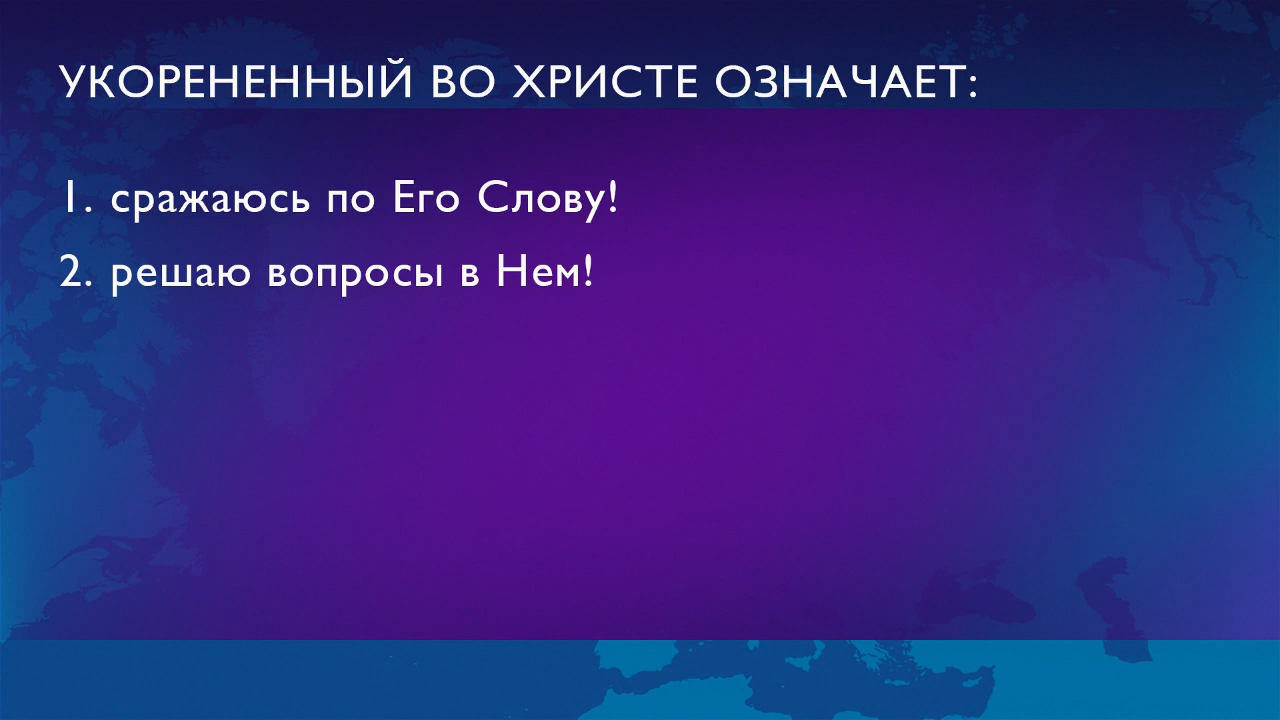 УКОРЕНЕННЫЙ ВО ХРИСТЕ ОЗНАЧАЕТ:
1. сражаюсь по Его Слову!
2. решаю вопросы в Нем!